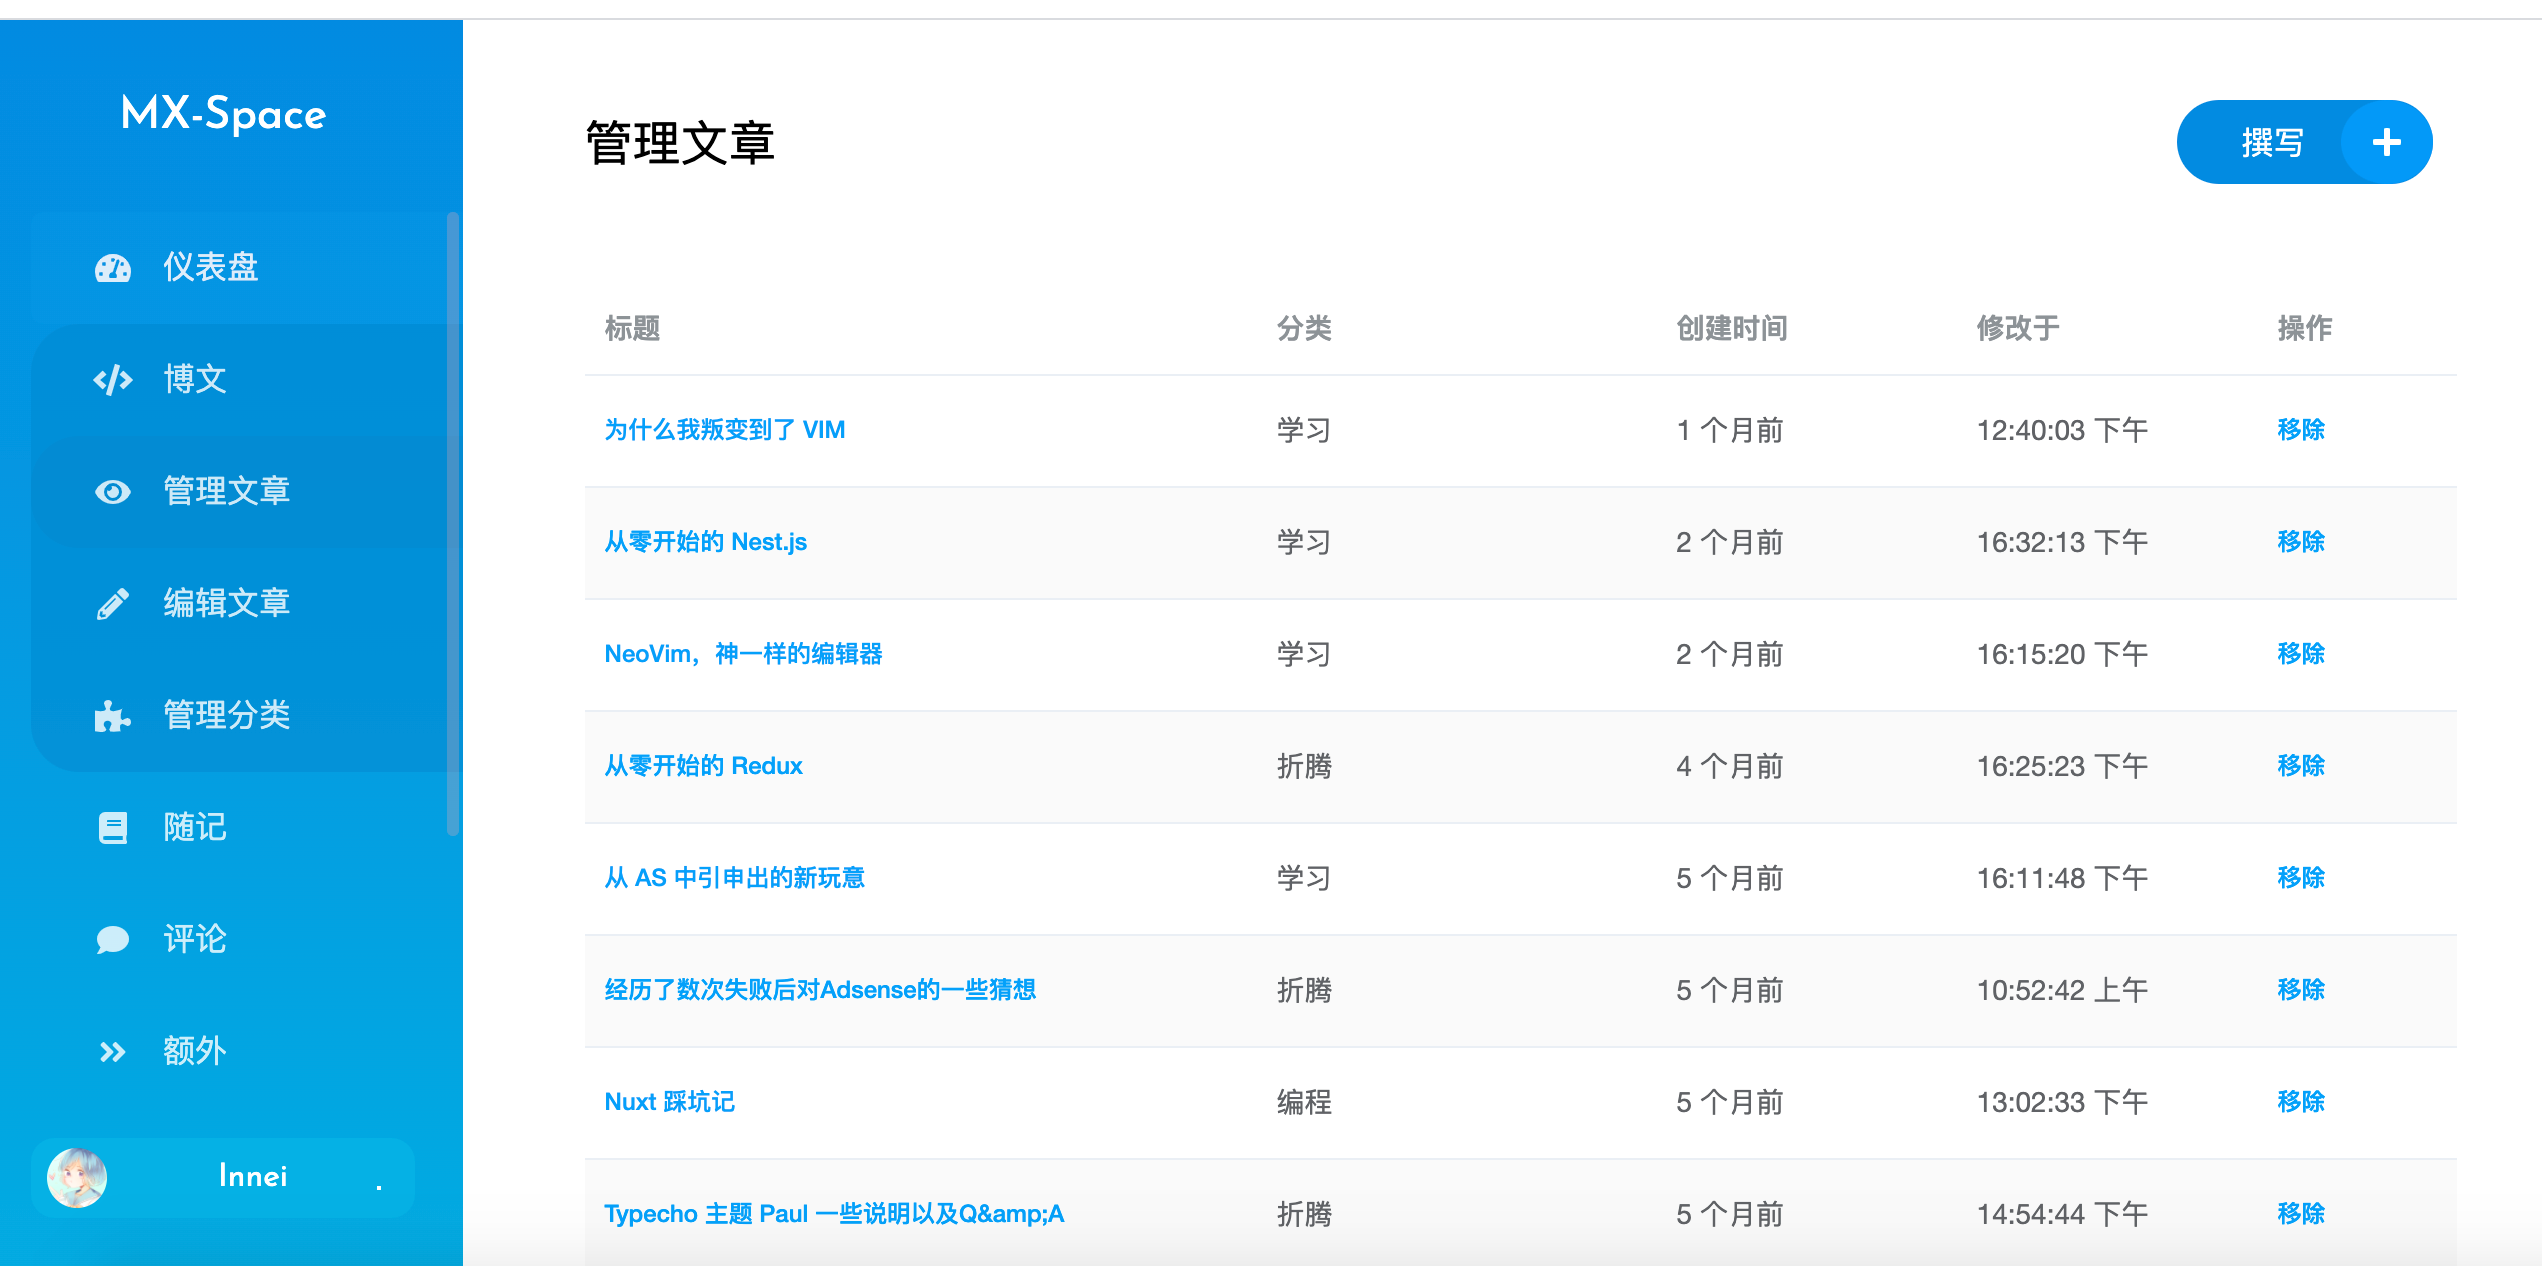 MX-Space
仪表盘
博文
管理文章
编辑文章
管理分类
随记
评论
额外
Innei
.
管理文章
撰写
标题 分类 创建时间 修改于 操作
为什么我叛变到了 VIM 学习 1 个月前 12:40:03 下午 移除
从零开始的 Nest.js 学习 2 个月前 16:32:13 下午 移除
NeoVim，神一样的编辑器 学习 2 个月前 16:15:20 下午 移除
从零开始的 Redux 折腾 4 个月前 16:25:23 下午 移除
从 AS 中引申出的新玩意 学习 5 个月前 16:11:48 下午 移除
经历了数次失败后对Adsense的一些猜想 折腾 5 个月前 10:52:42 上午 移除
Nuxt 踩坑记 编程 5 个月前 13:02:33 下午 移除
Typecho 主题 Paul 一些说明以及Q&amp;A 折腾 5 个月前 14:54:44 下午 移除